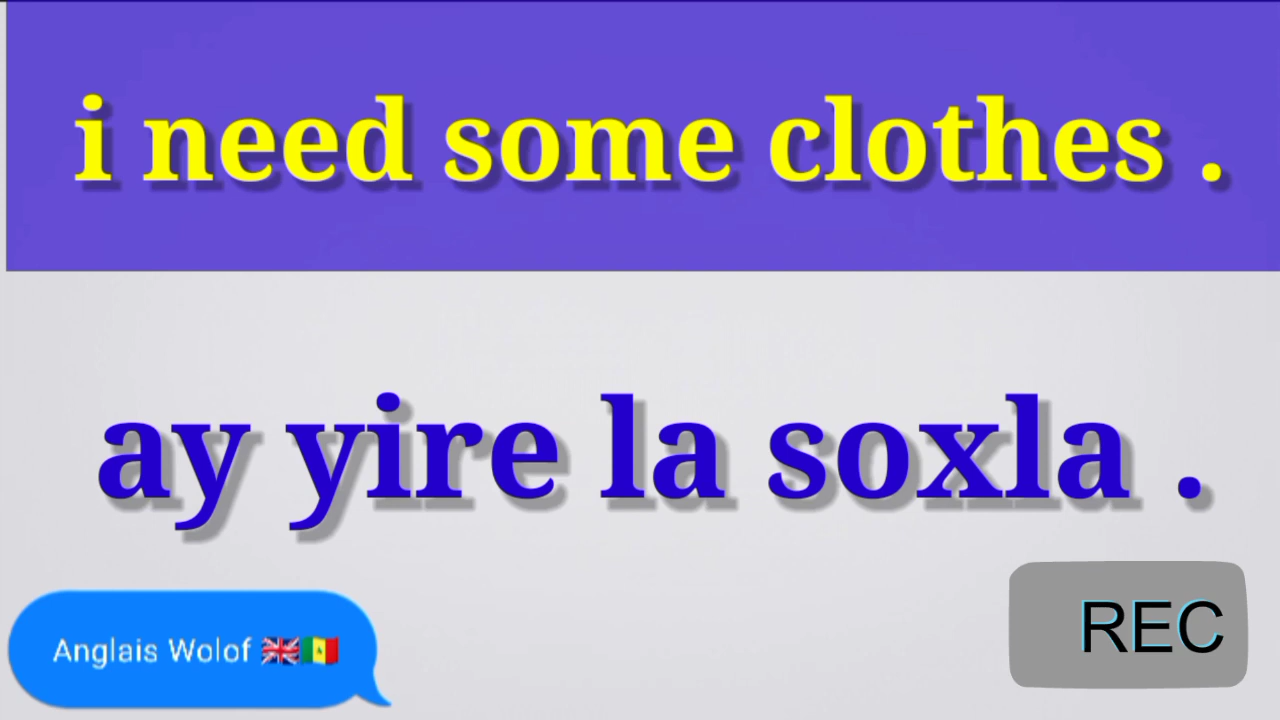 i need some clothes .
ay yire la soxla .
Anglais Wolof 🇬🇧🇸🇳
REC